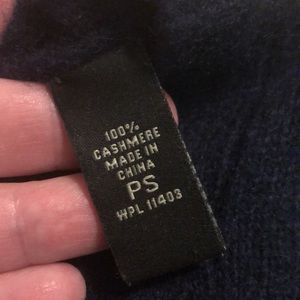 100%
CASHMERE
MADE IN
CHINA
PS
WPL 11403